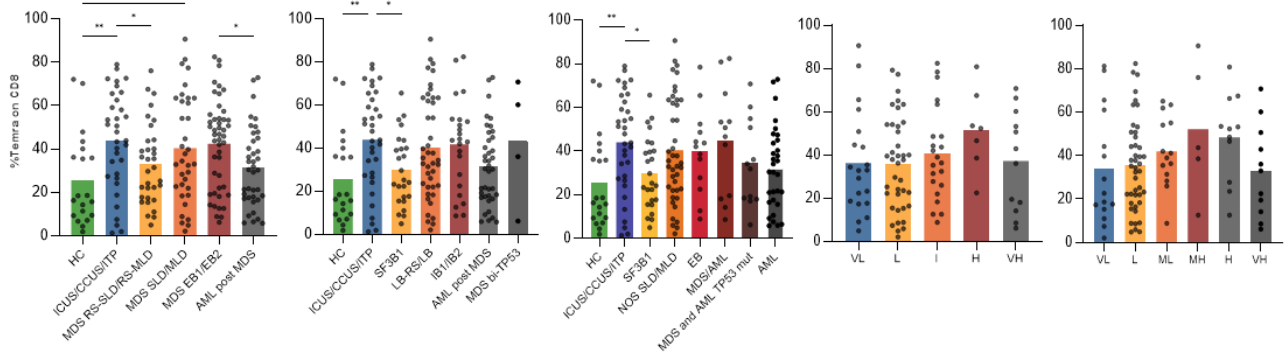 %Temra on CD8
100
80
60
40
20
0
**
*
*
HC
ICUS/CCUS/ITP
MDS RS-SLD/RS-MLD
MDS SLD/MLD
MDS EB1/EB2
AML post MDS
100
80
60
40
20
0
**
*
HC
ICUS/CCUS/ITP
SF3B1
LB-RS/LB
IB1/IB2
AML post MDS
MDS bi-TP53
100
80
60
40
20
0
**
*
HC
ICUS/CCUS/ITP
SF3B1
NOS SLD/MLD
EB
MDS/AML
MDS and AML TP53 mut
AML
100
80
60
40
20
0
VL
L
I
H
VH
100
80
60
40
20
0
VL
L
ML
MH
H
VH